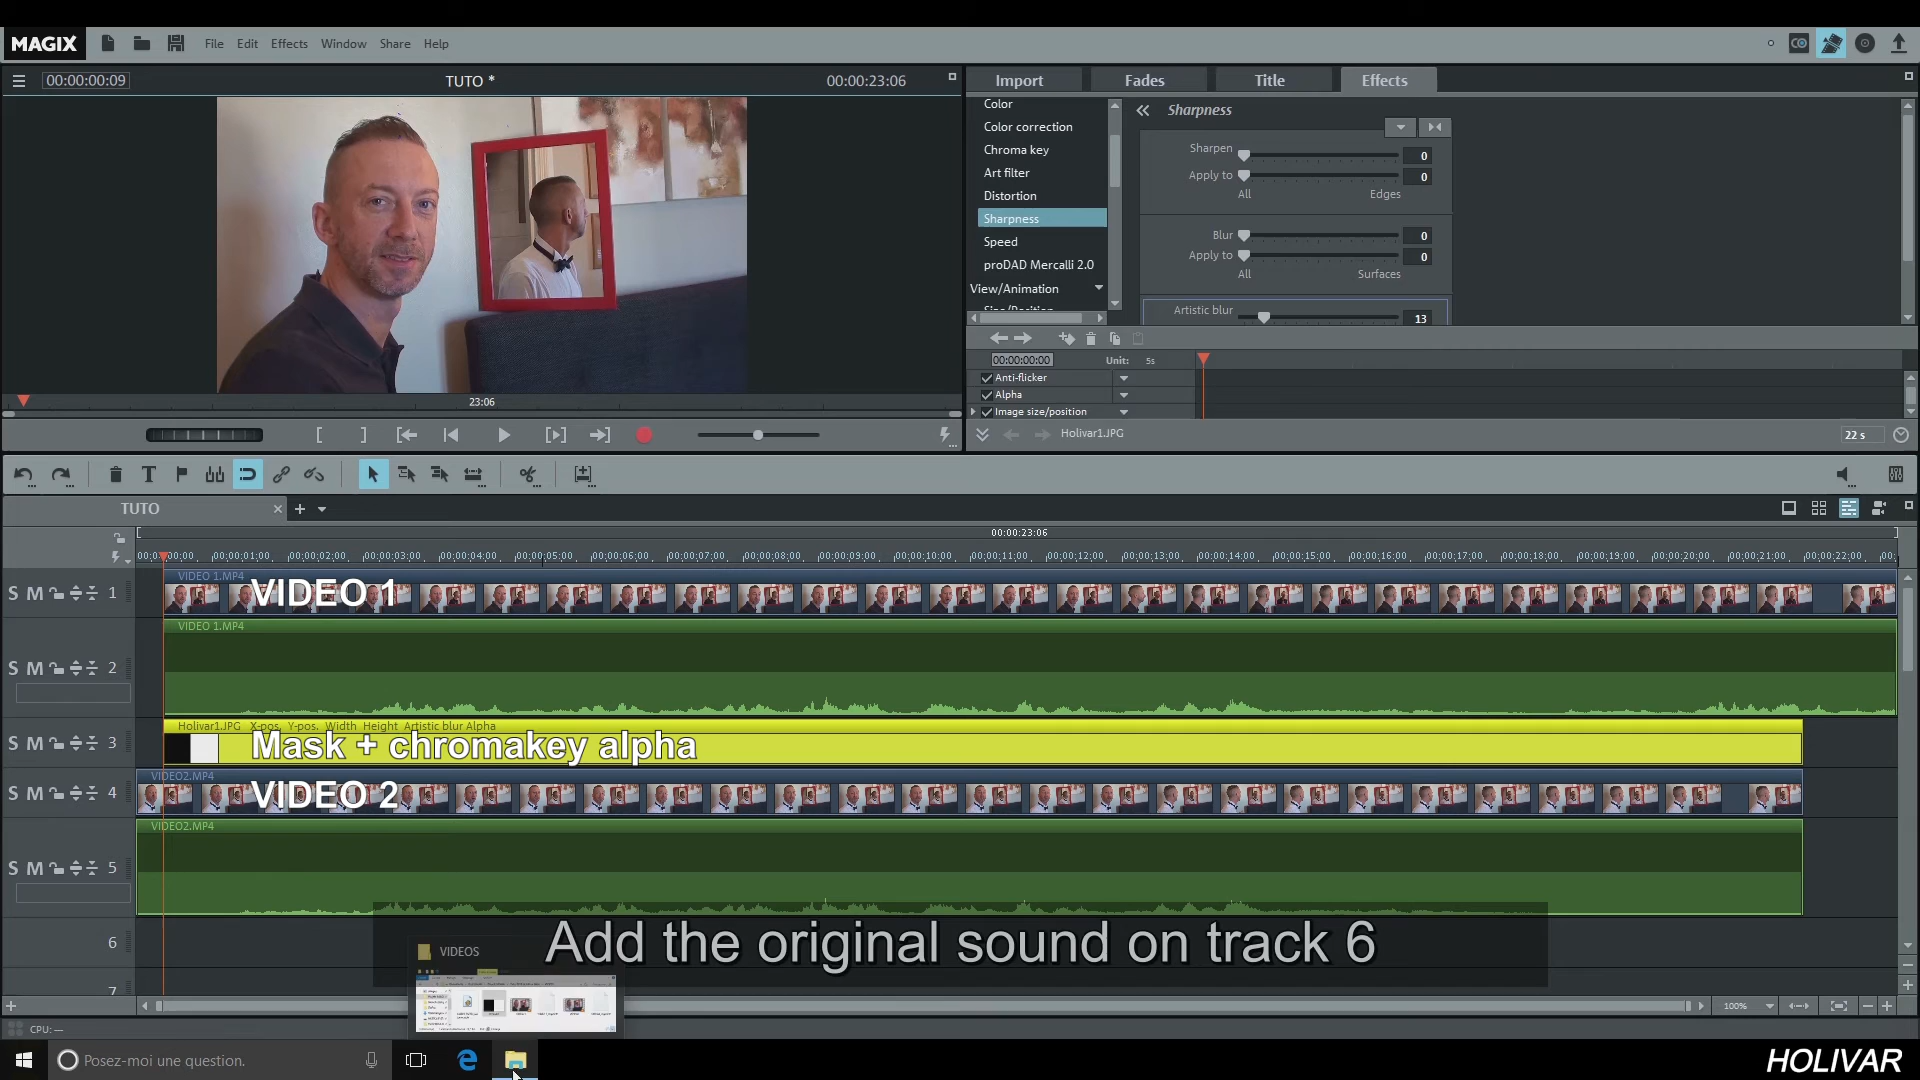 MAGIX File Edit Effects Window Share Help
00:00:00:09 TUTO * 00:00:23:06
Import Fades Title Effects
Color
Color correction
Chroma key
Art filter
Distortion
Sharpness
Speed
proDAD Mercalli 2.0
View/Animation
Sharpness
Sharpen 0
Apply to 0
All Edges
Blur 0
Apply to 0
All Surfaces
Artistic blur 13
23:06
00:00:00:00 Unit: 5s
Anti-flicker
Alpha
Image size/position
Holivar1.JPG 22 s
TUTO
00:00:23:06
00:00:01:00 00:00:02:00 00:00:03:00 00:00:04:00 00:00:05:00 00:00:06:00 00:00:07:00 00:00:08:00 00:00:09:00 00:00:10:00 00:00:11:00 00:00:12:00 00:00:13:00 00:00:14:00 00:00:15:00 00:00:16:00 00:00:17:00 00:00:18:00 00:00:19:00 00:00:20:00 00:00:21:00 00:00:22:00
VIDEO 1.MP4
S M 1 VIDEO 1
VIDEO 1.MP4
S M 2
Holivar1.JPG X-pos. Y-pos. Width Height Artistic blur Alpha
S M 3 Mask + chromakey alpha
VIDEO2.MP4
S M 4 VIDEO 2
VIDEO2.MP4
S M 5
6 Add the original sound on track 6
VIDEOS
7
100%
CPU: —
Posez-moi une question.
HOLIVAR